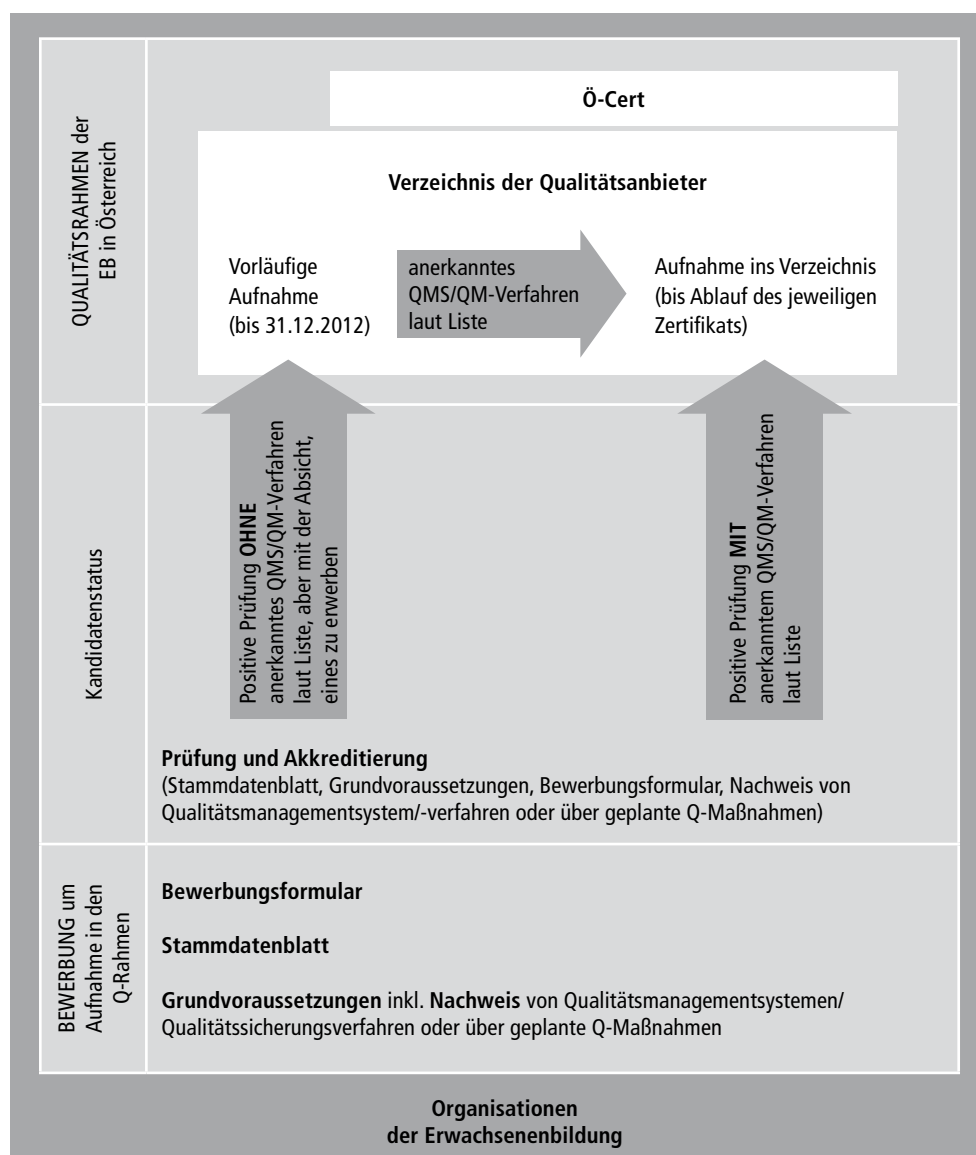 QUALITÄTSRAHMEN der
EB in Österreich
Ö-Cert
Verzeichnis der Qualitätsanbieter
Vorläufige
Aufnahme
(bis 31.12.2012)
anerkanntes
QMS/QM-Verfahren
laut Liste
Aufnahme ins Verzeichnis
(bis Ablauf des jeweiligen
Zertifikats)
Kandidatenstatus
Positive Prüfung OHNE
anerkanntes QMS/QM-Verfahren
laut Liste, aber mit der Absicht,
eines zu erwerben
Positive Prüfung MIT
anerkanntem QMS/QM-Verfahren
laut Liste
Prüfung und Akkreditierung
(Stammdatenblatt, Grundvoraussetzungen, Bewerbungsformular, Nachweis von
Qualitätsmanagementsystem/-verfahren oder über geplante Q-Maßnahmen)
BEWERBUNG um
Aufnahme in den
Q-Rahmen
Bewerbungsformular
Stammdatenblatt
Grundvoraussetzungen inkl. Nachweis von Qualitätsmanagementsystemen/
Qualitätssicherungsverfahren oder über geplante Q-Maßnahmen
Organisationen
der Erwachsenenbildung